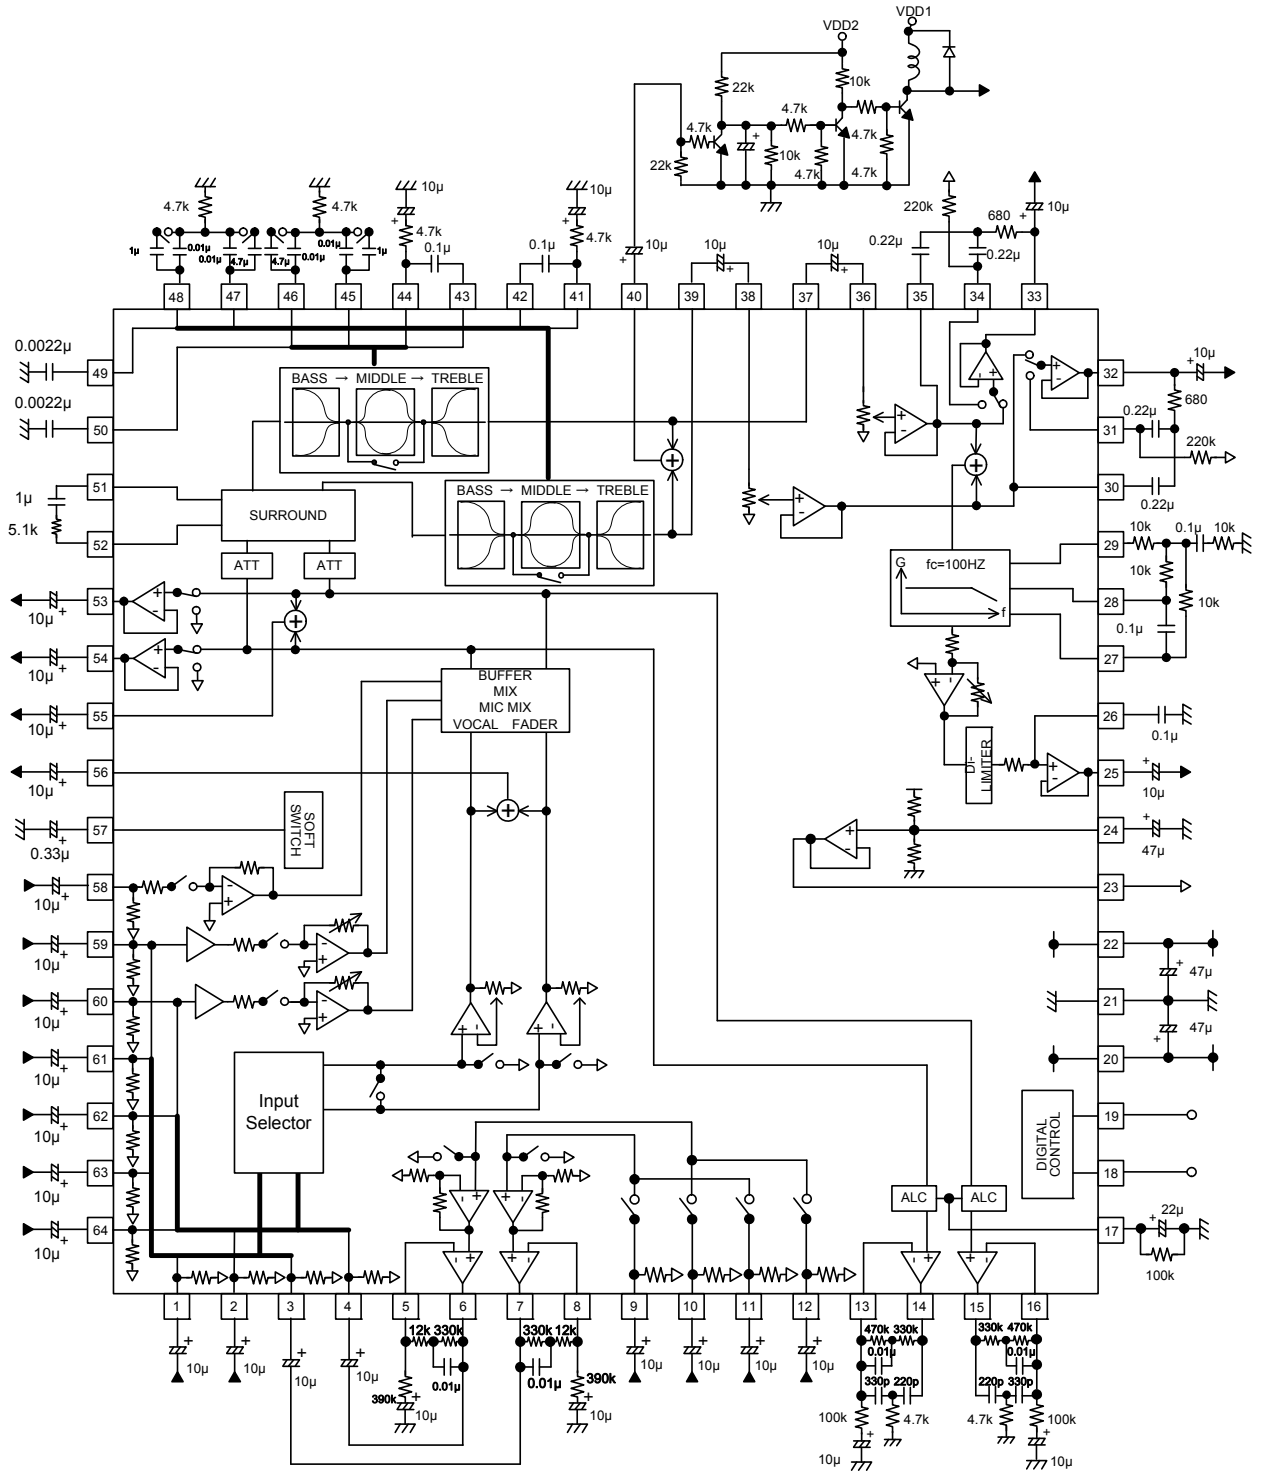 VDD1
VDD2
22k
10k
4.7k
4.7k
4.7k
22k
10k
4.7k
4.7k
4.7k
4.7k
10µ
4.7k
0.1µ
10µ
4.7k
0.1µ
10µ
10µ
10µ
220k
680
10µ
0.22µ
0.22µ
1µ
0.01µ
0.01µ
4.7µ
4.7µ
0.01µ
0.01µ
1µ
48
47
46
45
44
43
42
41
40
39
38
37
36
35
34
33
0.0022µ
49
0.0022µ
50
BASS → MIDDLE → TREBLE
+
-
+
-
+
-
32
10µ
680
31
0.22µ
220k
30
0.22µ
51
1µ
5.1k
52
SURROUND
BASS → MIDDLE → TREBLE
+
+
+
-
ATT
ATT
29
10k
0.1µ
10k
10k
28
10k
0.1µ
27
G
fc=100HZ
f
53
10µ
+
+
-
+
54
10µ
+
+
-
55
10µ
+
BUFFER
MIX
MIC MIX
VOCAL FADER
+
-
26
0.1µ
DI-
LIMITER
+
-
25
+
10µ
56
10µ
+
+
57
0.33µ
+
SOFT
SWITCH
+
-
24
+
47µ
23
58
10µ
+
-
+
59
10µ
+
-
+
60
10µ
+
-
+
22
+
47µ
21
47µ
+
20
61
10µ
+
62
10µ
+
63
10µ
+
64
10µ
+
Input
Selector
+
-
+
-
DIGITAL
CONTROL
19
18
ALC
ALC
17
22µ
+
100k
-
+
+
-
-
+
+
-
-
+
+
-
1
2
3
4
5
6
7
8
9
10
11
12
13
14
15
16
+
10µ
+
10µ
+
10µ
+
10µ
12k
330k
0.01µ
390k
+
10µ
330k
12k
0.01µ
390k
+
10µ
+
10µ
+
10µ
+
10µ
+
10µ
470k
330k
0.01µ
330p
220p
100k
4.7k
+
10µ
330k
470k
0.01µ
220p
330p
4.7k
100k
+
10µ